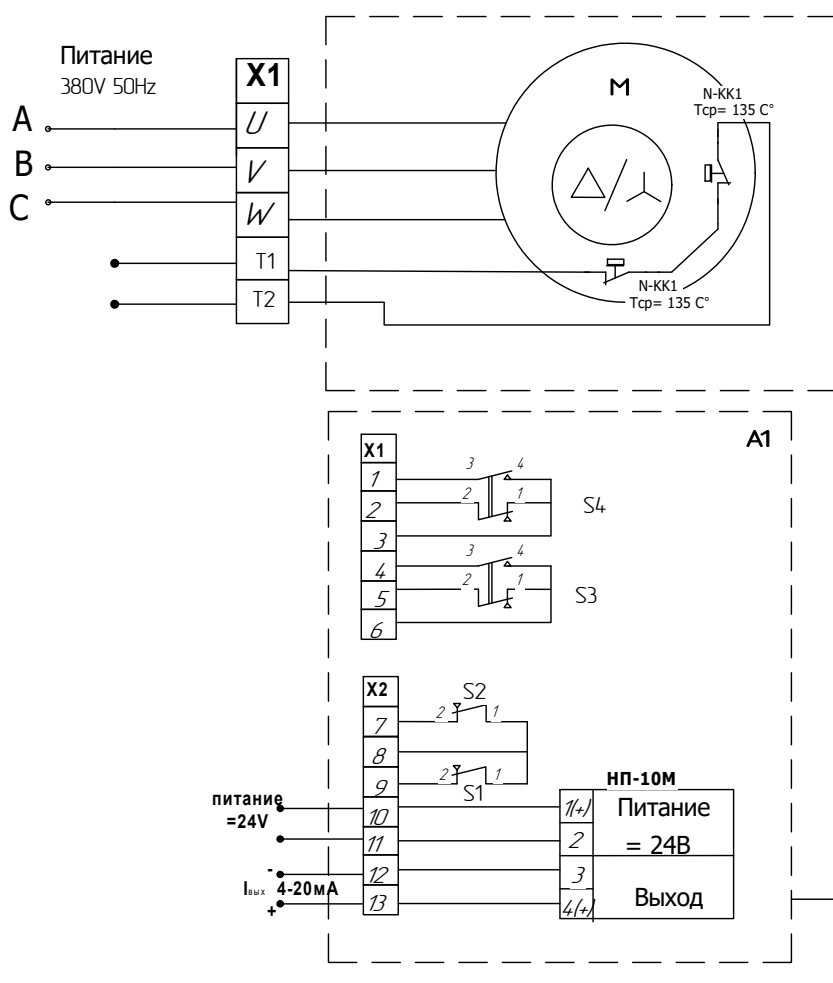 Питание
380V 50Hz
X1
A
U
B
V
C
W
T1
T2
M
N-KK1
Тср= 135 С°
N-KK1
Тср= 135 С°
A1
X1
1
2
3
4
5
6
3
4
2
1
S4
3
4
2
1
S3
X2
7
8
9
10
11
12
13
S2
2
1
2
1
S1
питание
=24V
-
Iвых 4-20мА
+
НП-10М
1(+)
Питание
2
= 24В
3
Выход
4(+)